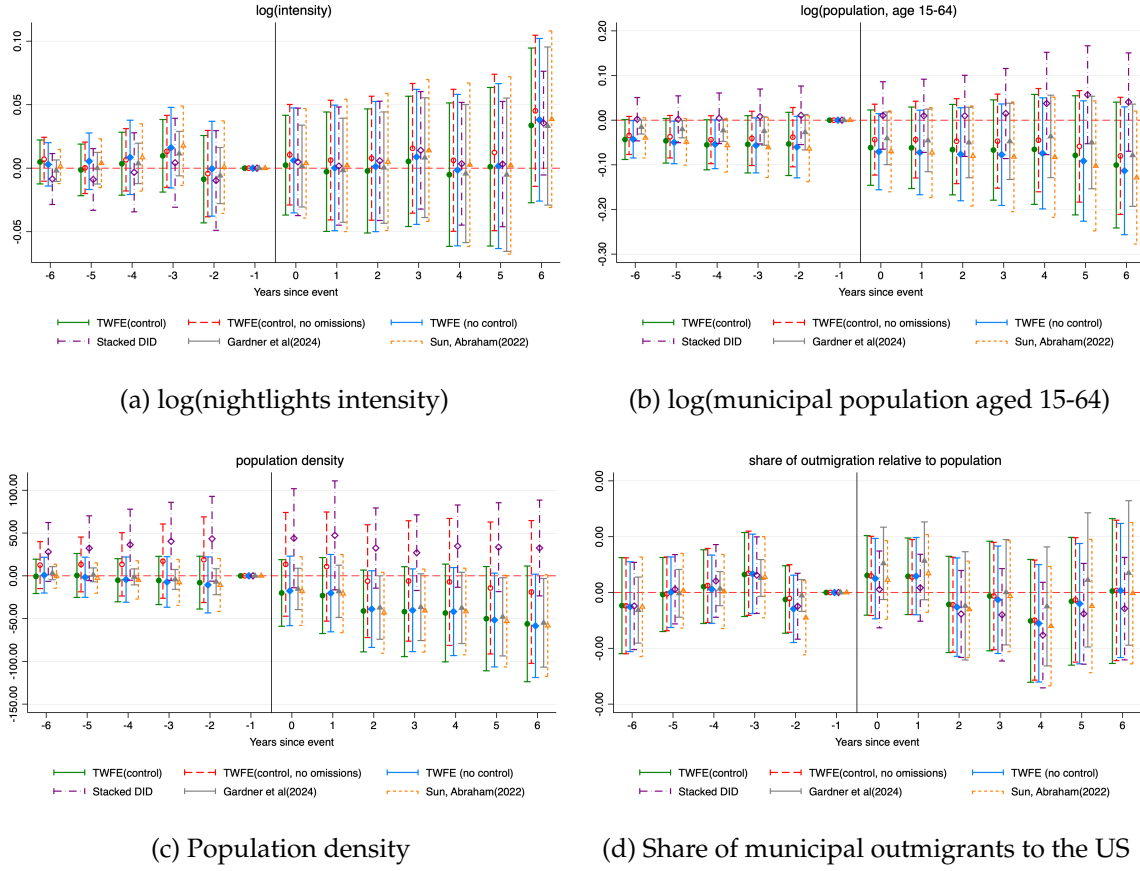 log(intensity)
0.10
0.05
0.00
-0.05
-6 -5 -4 -3 -2 -1 0 1 2 3 4 5 6
Years since event
TWFE(control) TWFE(control, no omissions) TWFE (no control)
Stacked DID Gardner et al(2024) Sun, Abraham(2022)
(a) log(nightlights intensity)
log(population, age 15-64)
0.20
0.10
0.00
-0.10
-0.20
-0.30
-6 -5 -4 -3 -2 -1 0 1 2 3 4 5 6
Years since event
TWFE(control) TWFE(control, no omissions) TWFE (no control)
Stacked DID Gardner et al(2024) Sun, Abraham(2022)
(b) log(municipal population aged 15-64)
population density
100.00
50.00
0.00
-50.00
-100.00
-150.00
-6 -5 -4 -3 -2 -1 0 1 2 3 4 5 6
Years since event
TWFE(control) TWFE(control, no omissions) TWFE (no control)
Stacked DID Gardner et al(2024) Sun, Abraham(2022)
(c) Population density
share of outmigration relative to population
0.00
0.00
0.00
-0.00
-0.00
-6 -5 -4 -3 -2 -1 0 1 2 3 4 5 6
Years since event
TWFE(control) TWFE(control, no omissions) TWFE (no control)
Stacked DID Gardner et al(2024) Sun, Abraham(2022)
(d) Share of municipal outmigrants to the US